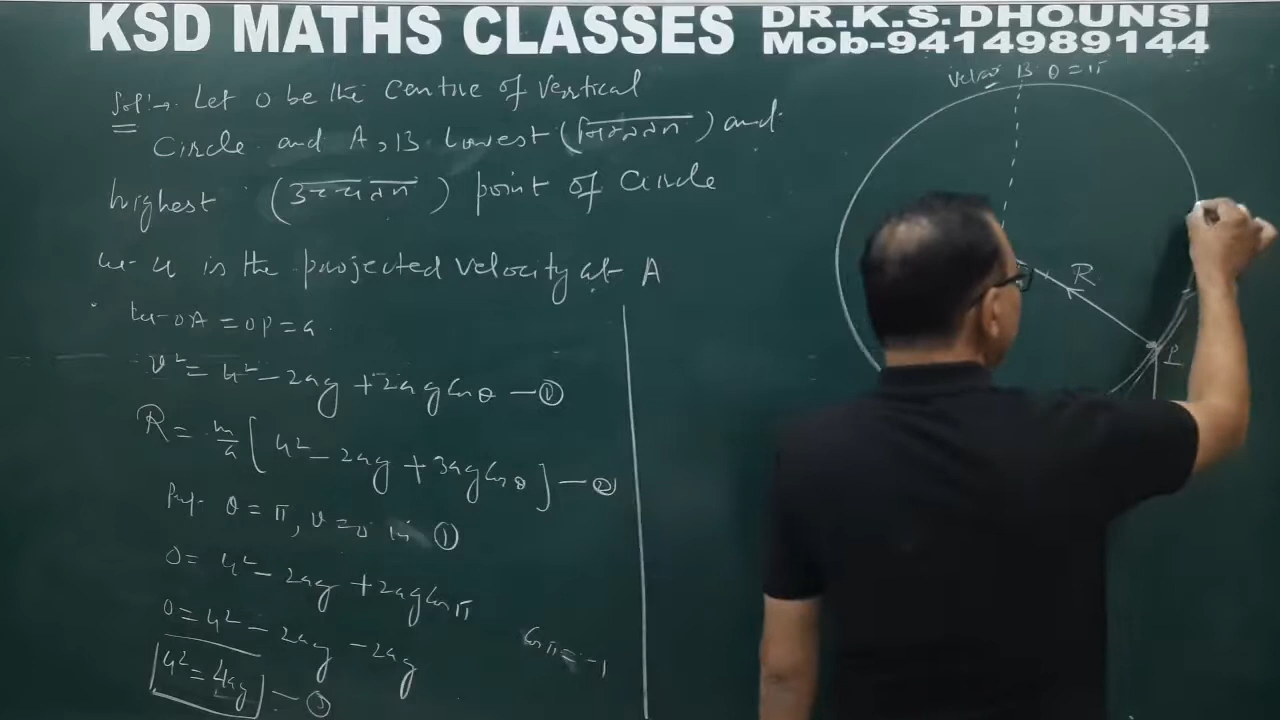 KSD MATHS CLASSES
DR.K.S.DHOUNSI
Mob-9414989144
Sol:→ Let O be the Centre of Vertical
Circle and A, B lowest (निम्नतम) and
highest (उच्चतम) point of Circle
Let u is the projected velocity at A
Let OA = OP = a
v² = u² - 2ag + 2ag cos θ — ①
R = m/a [u² - 2ag + 3ag cos θ] — ②
Put θ = π, v = 0 in ①
0 = u² - 2ag + 2ag cos π
0 = u² - 2ag - 2ag
cos π = -1
u² = 4ag — ③
B θ = π
R
P